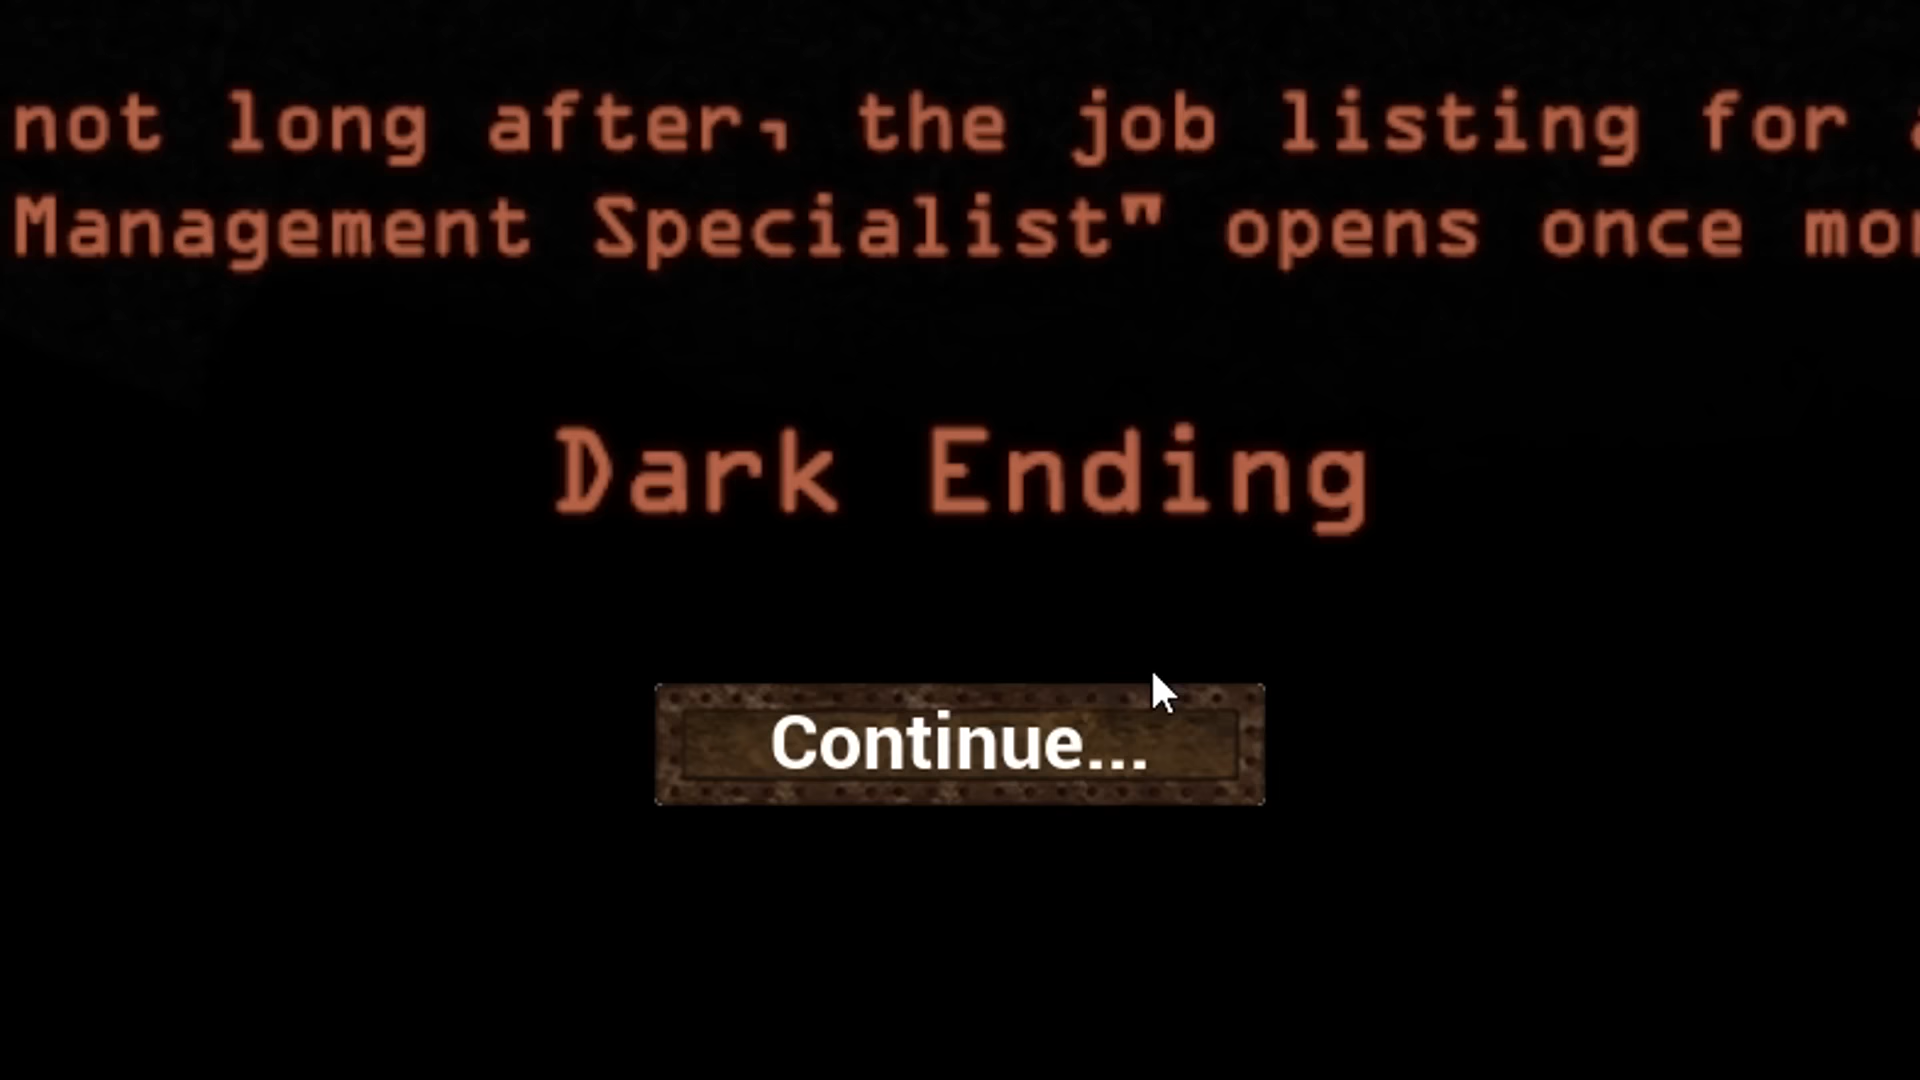 not long after, the job listing for a
Management Specialist" opens once
Dark Ending
Continue...